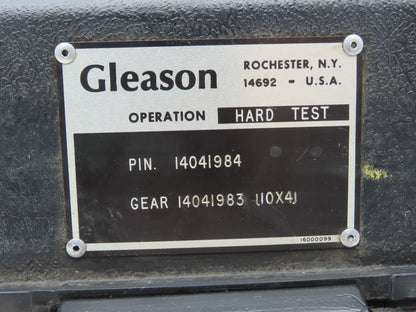 Gleason
ROCHESTER, N.Y.
14692 - U.S.A.
OPERATION HARD TEST
PIN. 14041984
GEAR 14041983 (10X4)
16000099